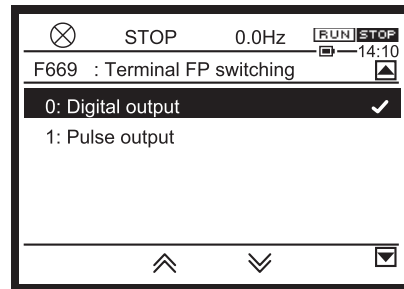 STOP 0.0Hz RUN STOP
14:10
F669 : Terminal FP switching
0: Digital output
1: Pulse output